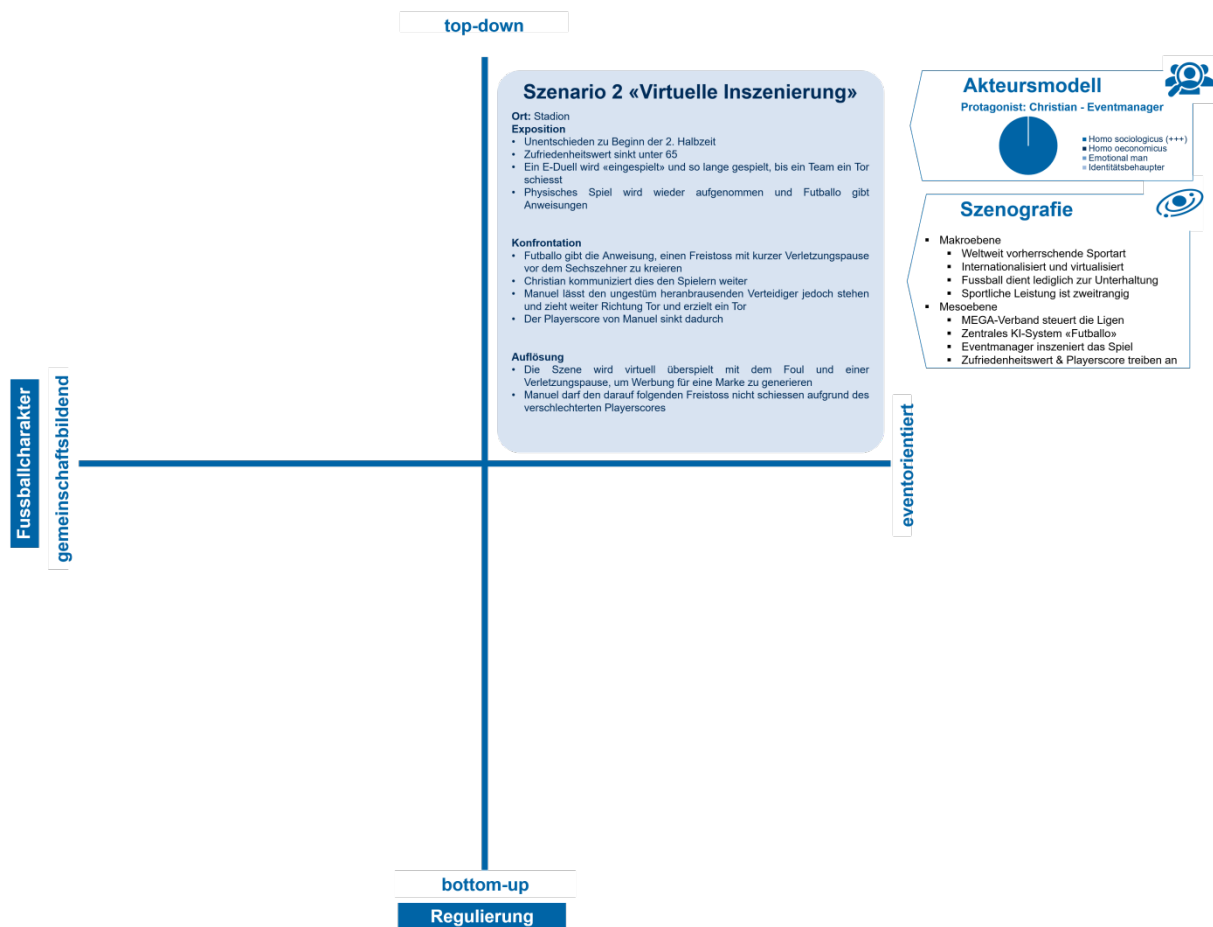 top-down
Szenario 2 «Virtuelle Inszenierung»
Ort: Stadion
Exposition
• Unentschieden zu Beginn der 2. Halbzeit
• Zufriedenheitswert sinkt unter 65
• Ein E-Duell wird «eingespielt» und so lange gespielt, bis ein Team ein Tor
schiesst
• Physisches Spiel wird wieder aufgenommen und Futballo gibt
Anweisungen
Konfrontation
• Futballo gibt die Anweisung, einen Freistoss mit kurzer Verletzungspause
vor dem Sechszehner zu kreieren
• Christian kommuniziert dies den Spielern weiter
• Manuel lässt den ungestüm heranbrausenden Verteidiger jedoch stehen
und zieht weiter Richtung Tor und erzielt ein Tor
• Der Playerscore von Manuel sinkt dadurch
Auflösung
• Die Szene wird virtuell überspielt mit dem Foul und einer
Verletzungspause, um Werbung für eine Marke zu generieren
• Manuel darf den darauf folgenden Freistoss nicht schiessen aufgrund des
verschlechterten Playerscores
Akteursmodell
Protagonist: Christian - Eventmanager
Homo sociologicus (+++)
Homo oeconomicus
Emotional man
Identitätsbehaupter
Szenografie
▪ Makroebene
▪ Weltweit vorherrschende Sportart
▪ Internationalisiert und virtualisiert
▪ Fussball dient lediglich zur Unterhaltung
▪ Sportliche Leistung ist zweitrangig
▪ Mesoebene
▪ MEGA-Verband steuert die Ligen
▪ Zentrales KI-System «Futballo»
▪ Eventmanager inszeniert das Spiel
▪ Zufriedenheitswert & Playerscore treiben an
Fussballcharakter
gemeinschaftsbildend
eventorientiert
bottom-up
Regulierung